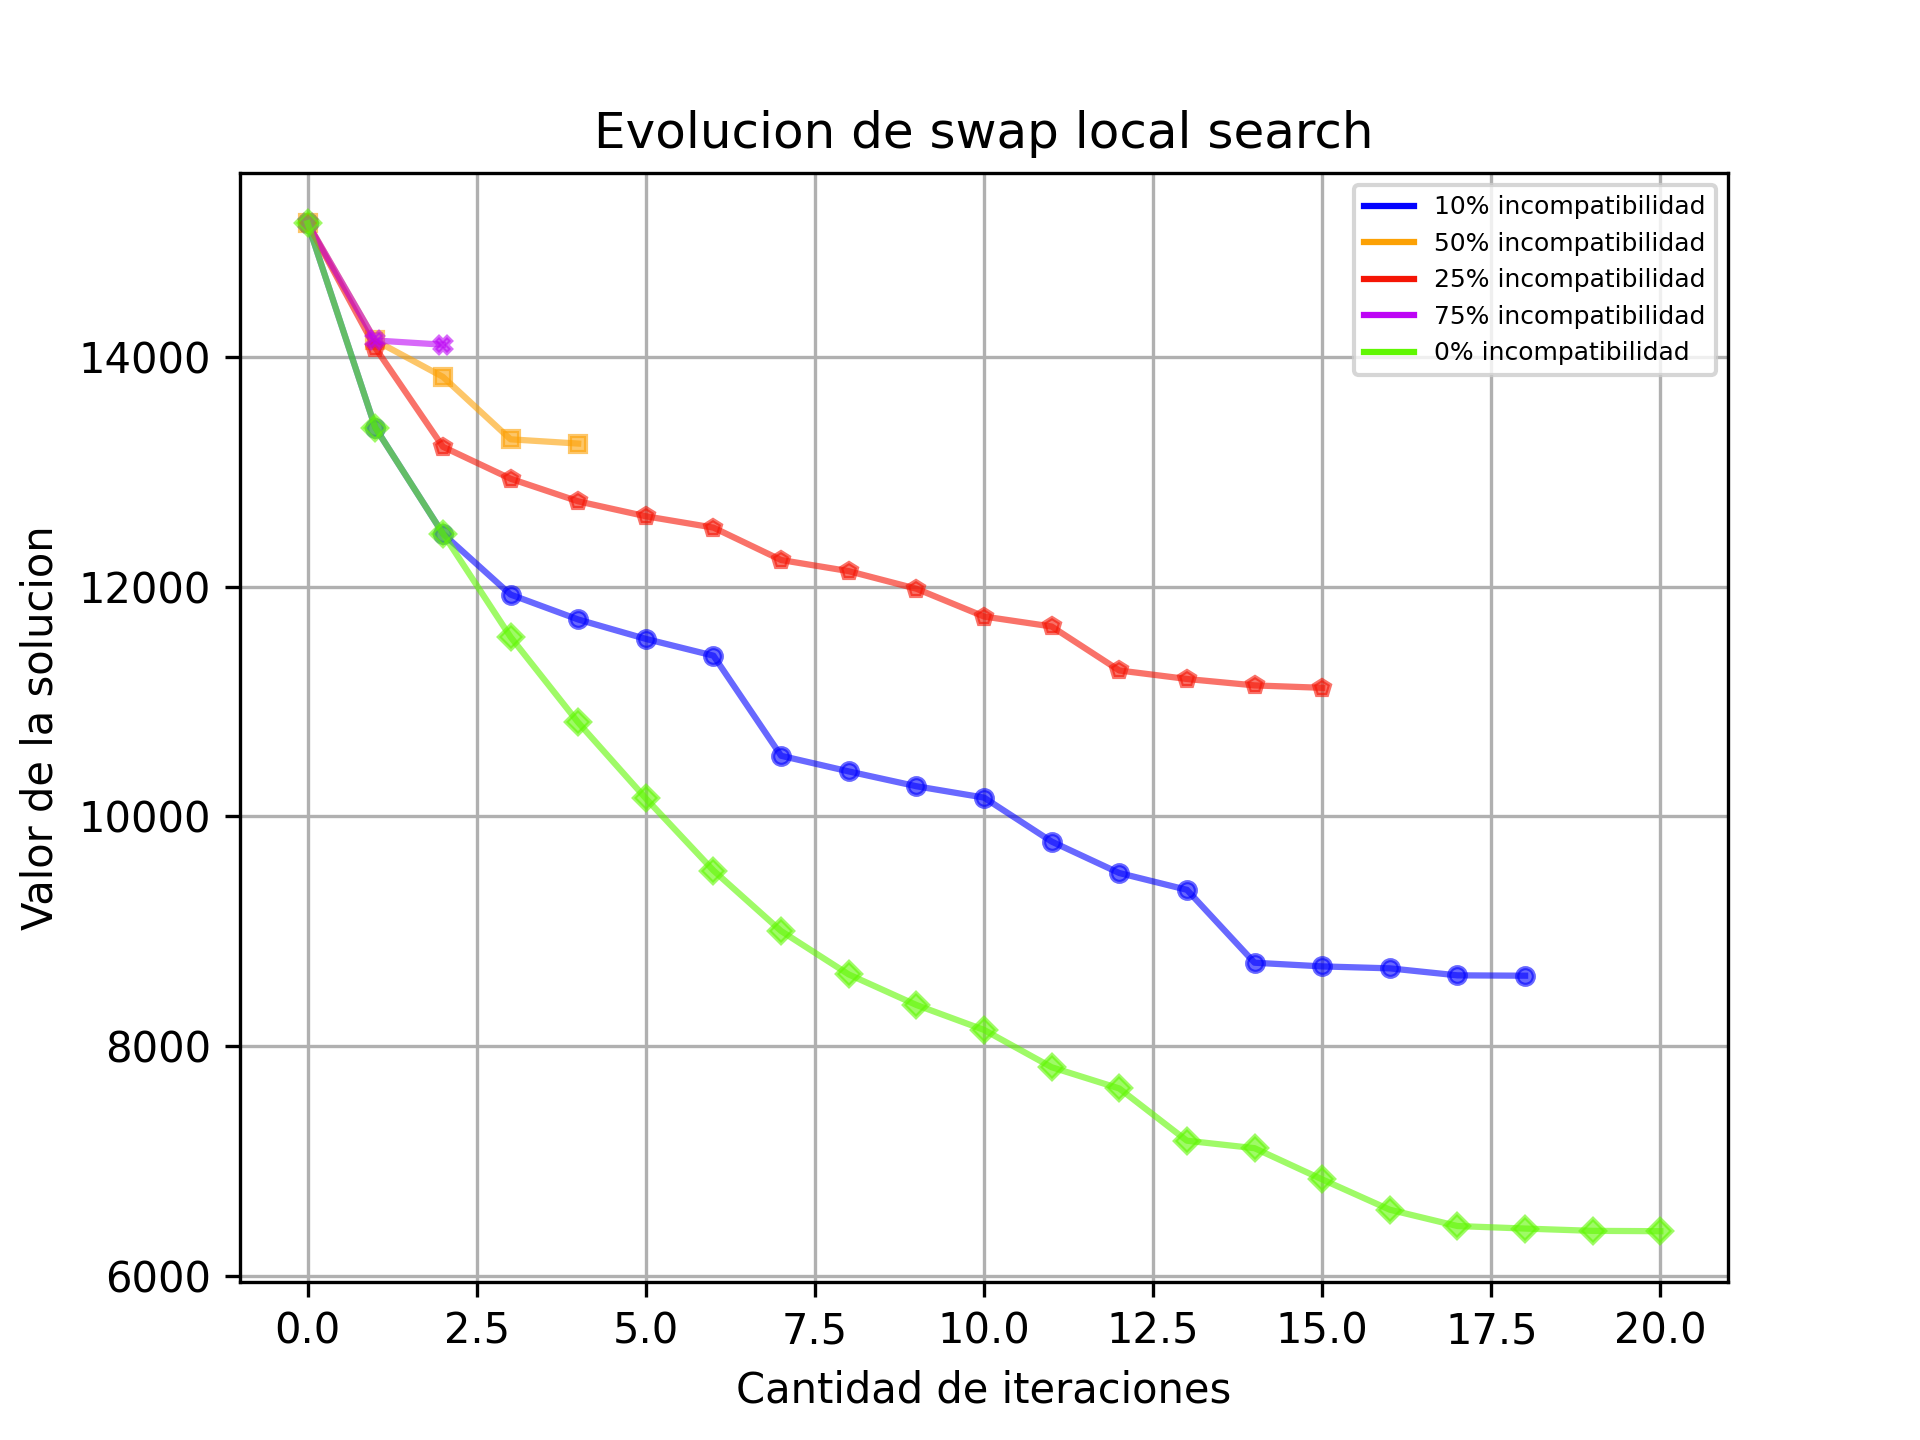 Evolucion de swap local search
10% incompatibilidad
50% incompatibilidad
25% incompatibilidad
75% incompatibilidad
0% incompatibilidad
Valor de la solucion
14000
12000
10000
8000
6000
0.0 2.5 5.0 7.5 10.0 12.5 15.0 17.5 20.0
Cantidad de iteraciones